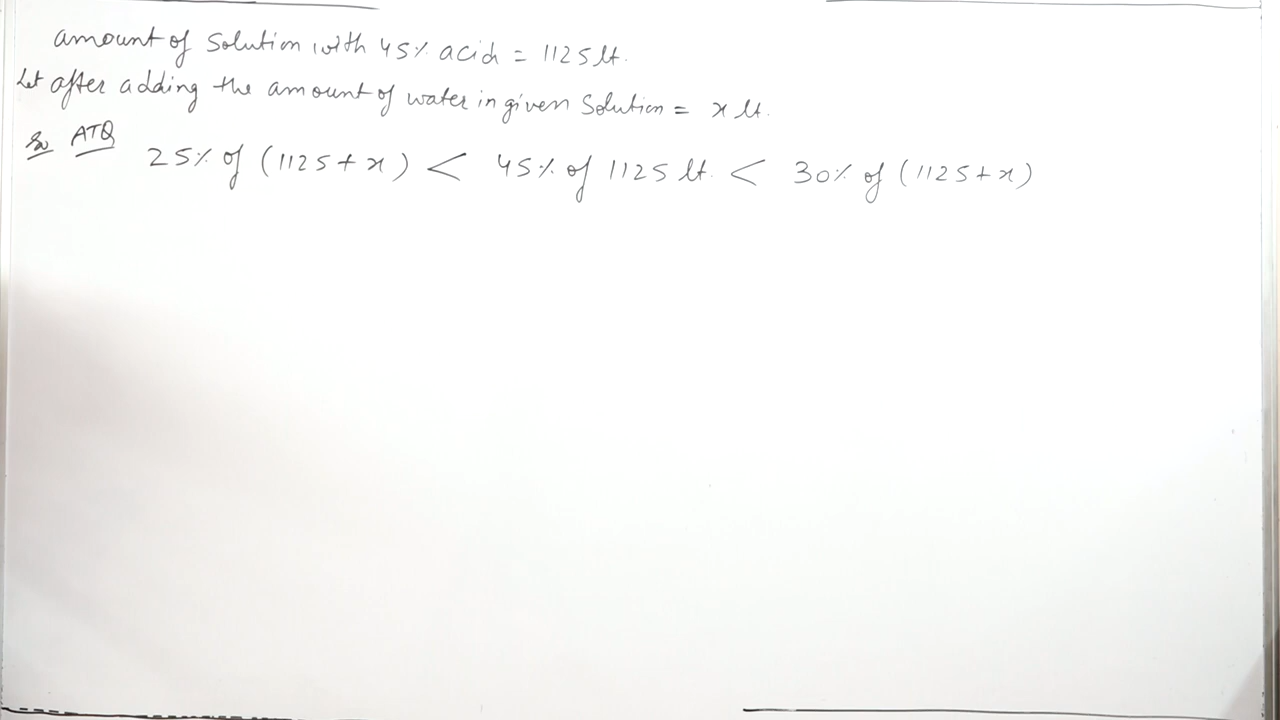 amount of solution with 45% acid = 1125 lt.
Let after adding the amount of water in given solution = x lt.
So ATQ
25% of (1125 + x) < 45% of 1125 lt. < 30% of (1125 + x)